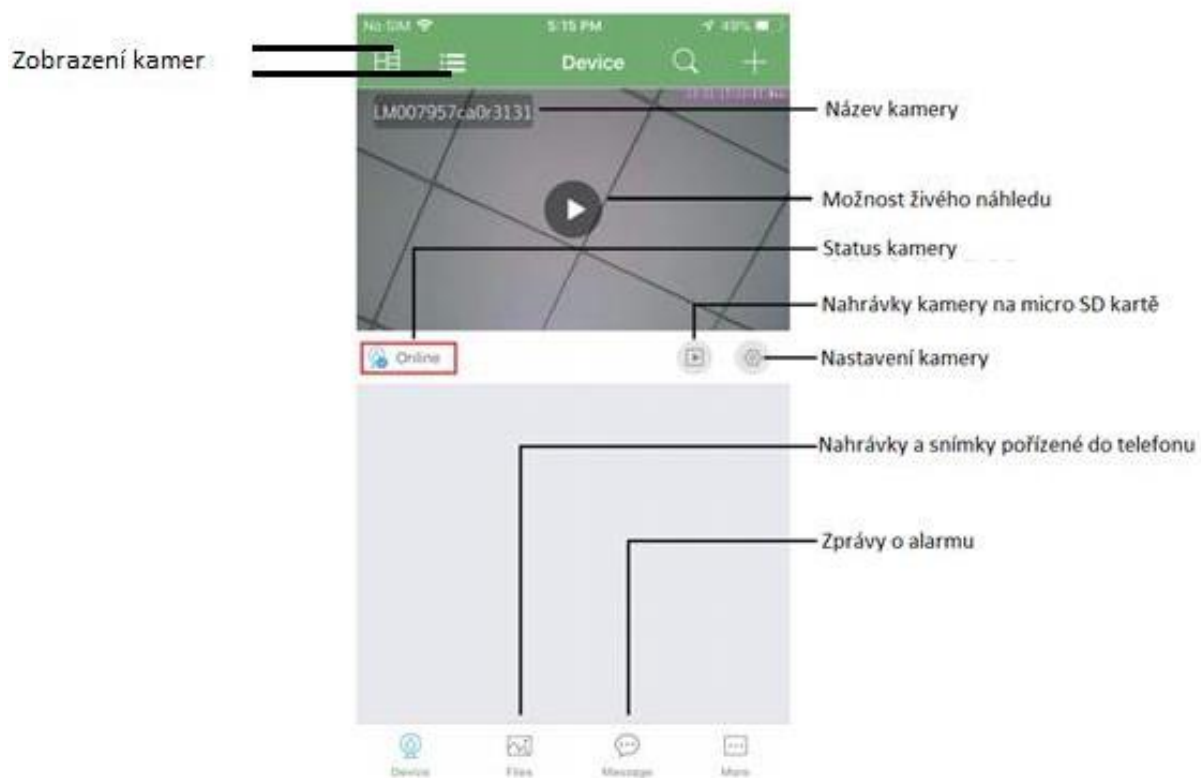 No SIM 5:15 PM 49%
Zobrazení kamer
Device
LM007957ca0r3131
Název kamery
Možnost živého náhledu
Status kamery
Nahrávky kamery na micro SD kartě
Online
Nastavení kamery
Nahrávky a snímky pořízené do telefonu
Zprávy o alarmu
Device Files Message More